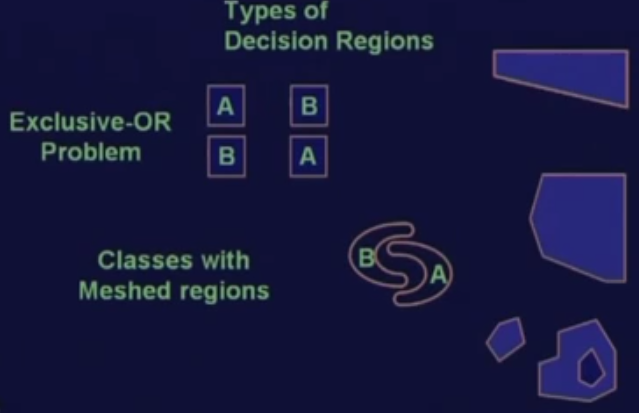 Types of
Decision Regions
Exclusive-OR
Problem
A B
B A
Classes with
Meshed regions
B A